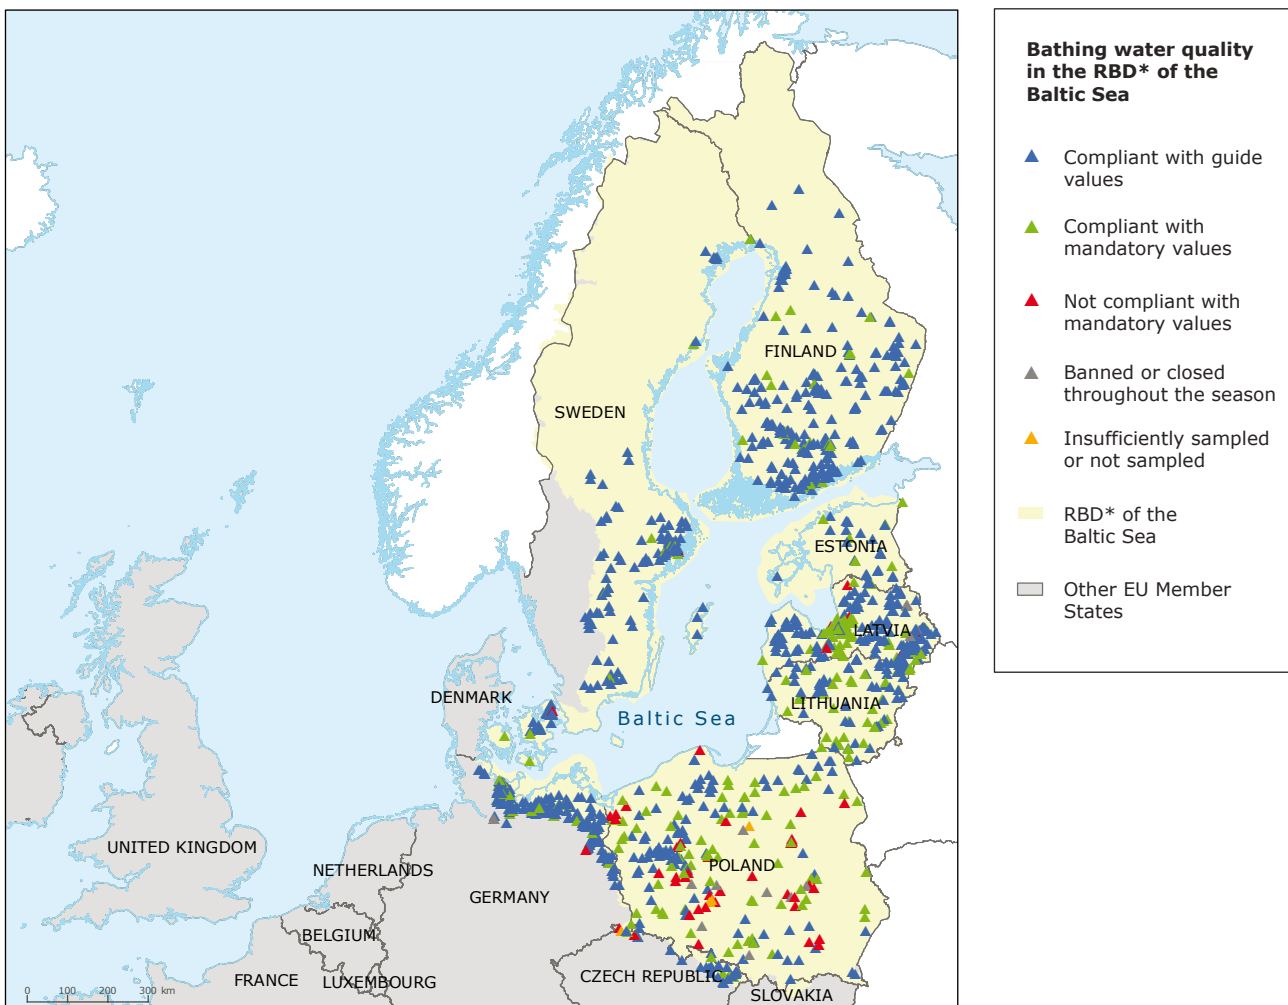 Bathing water quality
in the RBD* of the
Baltic Sea
Compliant with guide
values
Compliant with
mandatory values
Not compliant with
mandatory values
Banned or closed
throughout the season
Insufficiently sampled
or not sampled
RBD* of the
Baltic Sea
Other EU Member
States
FINLAND
SWEDEN
ESTONIA
LATVIA
DENMARK
LITHUANIA
Baltic Sea
UNITED KINGDOM
NETHERLANDS
POLAND
GERMANY
BELGIUM
FRANCE
LUXEMBOURG
CZECH REPUBLIC
SLOVAKIA
0 100 200 300 km